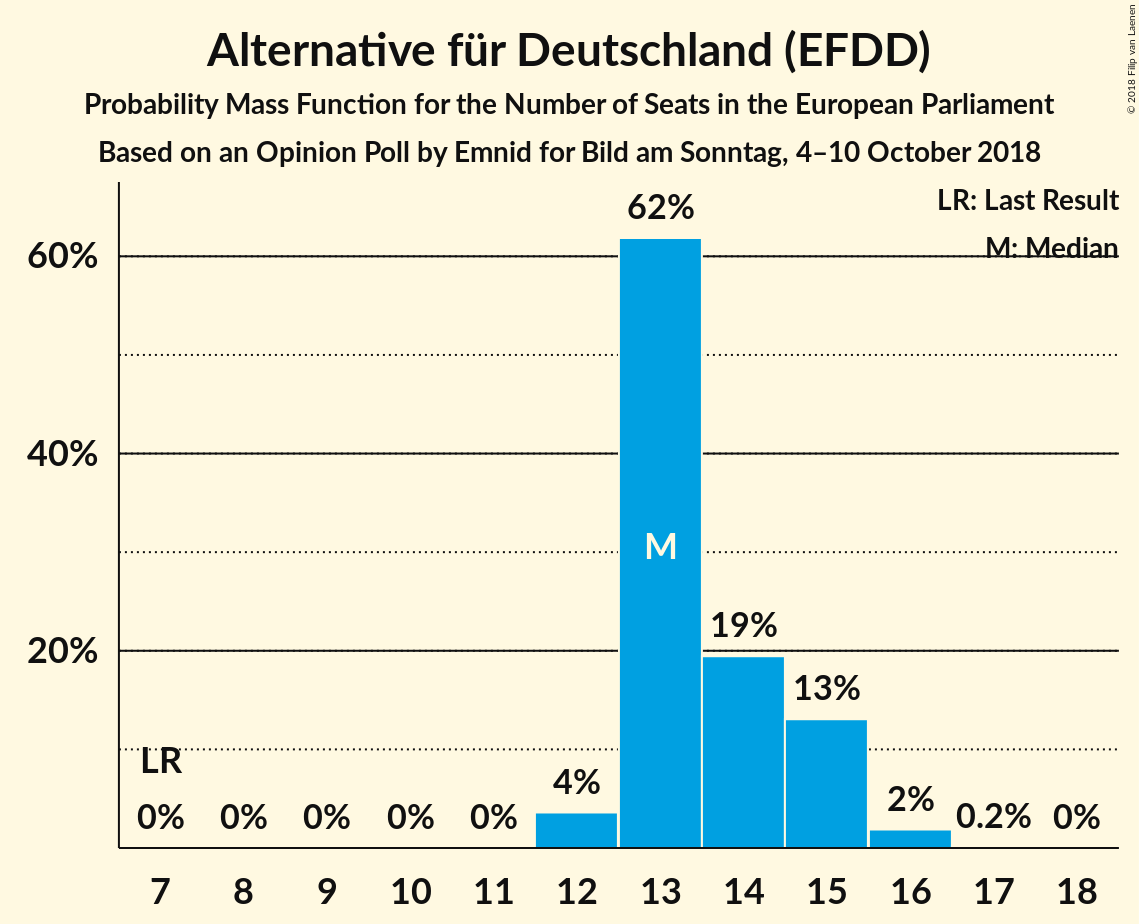 Alternative für Deutschland (EFDD)
Probability Mass Function for the Number of Seats in the European Parliament
Based on an Opinion Poll by Emnid for Bild am Sonntag, 4–10 October 2018
© 2018 Filip van Laenen
LR: Last Result
M: Median
60%
40%
20%
62%
M
19%
13%
LR
4%
2%
0% 0% 0% 0% 0% 0.2% 0%
7 8 9 10 11 12 13 14 15 16 17 18